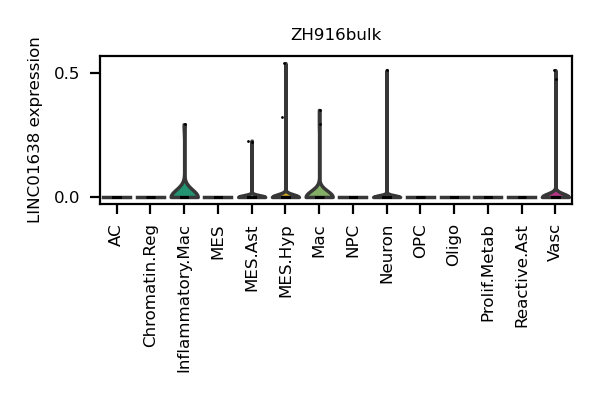 ZH916bulk
LINC01638 expression
0.5
0.0
AC
Chromatin.Reg
Inflammatory.Mac
MES
MES.Ast
MES.Hyp
Mac
NPC
Neuron
OPC
Oligo
Prolif.Metab
Reactive.Ast
Vasc